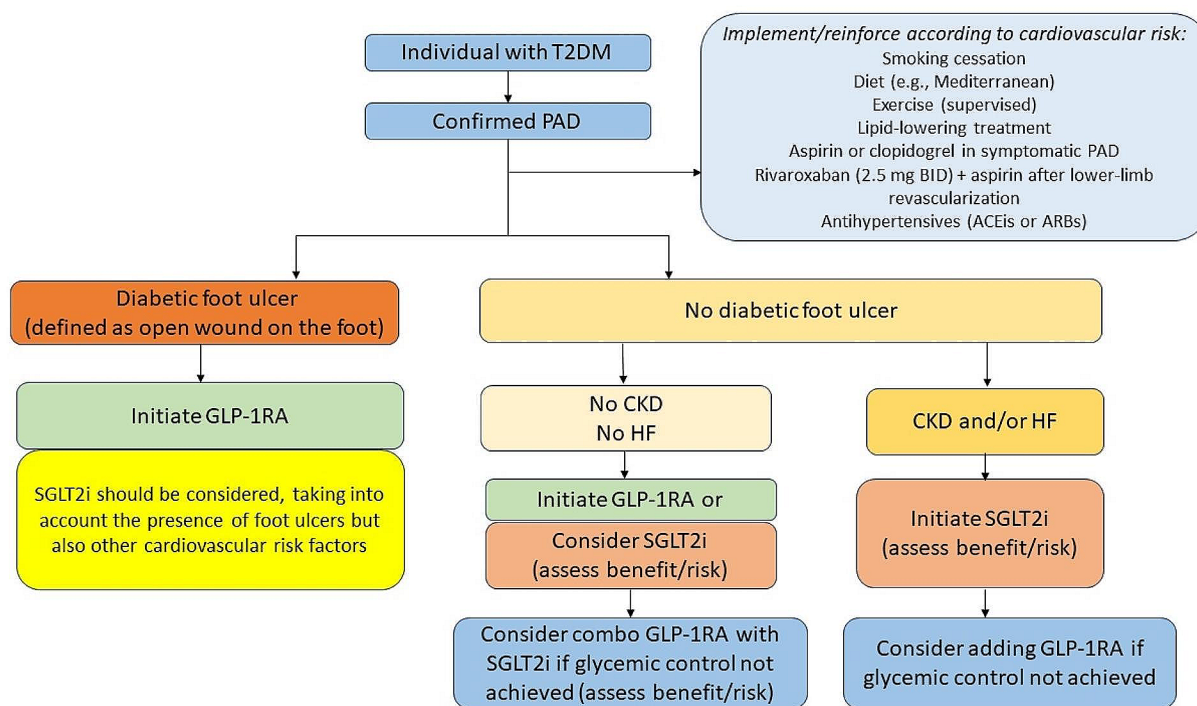 Individual with T2DM
Confirmed PAD
Implement/reinforce according to cardiovascular risk:
Smoking cessation
Diet (e.g., Mediterranean)
Exercise (supervised)
Lipid-lowering treatment
Aspirin or clopidogrel in symptomatic PAD
Rivaroxaban (2.5 mg BID) + aspirin after lower-limb
revascularization
Antihypertensives (ACEis or ARBs)
Diabetic foot ulcer
(defined as open wound on the foot)
Initiate GLP-1RA
SGLT2i should be considered, taking into
account the presence of foot ulcers but
also other cardiovascular risk factors
No diabetic foot ulcer
No CKD
No HF
Initiate GLP-1RA or
Consider SGLT2i
(assess benefit/risk)
Consider combo GLP-1RA with
SGLT2i if glycemic control not
achieved (assess benefit/risk)
CKD and/or HF
Initiate SGLT2i
(assess benefit/risk)
Consider adding GLP-1RA if
glycemic control not achieved